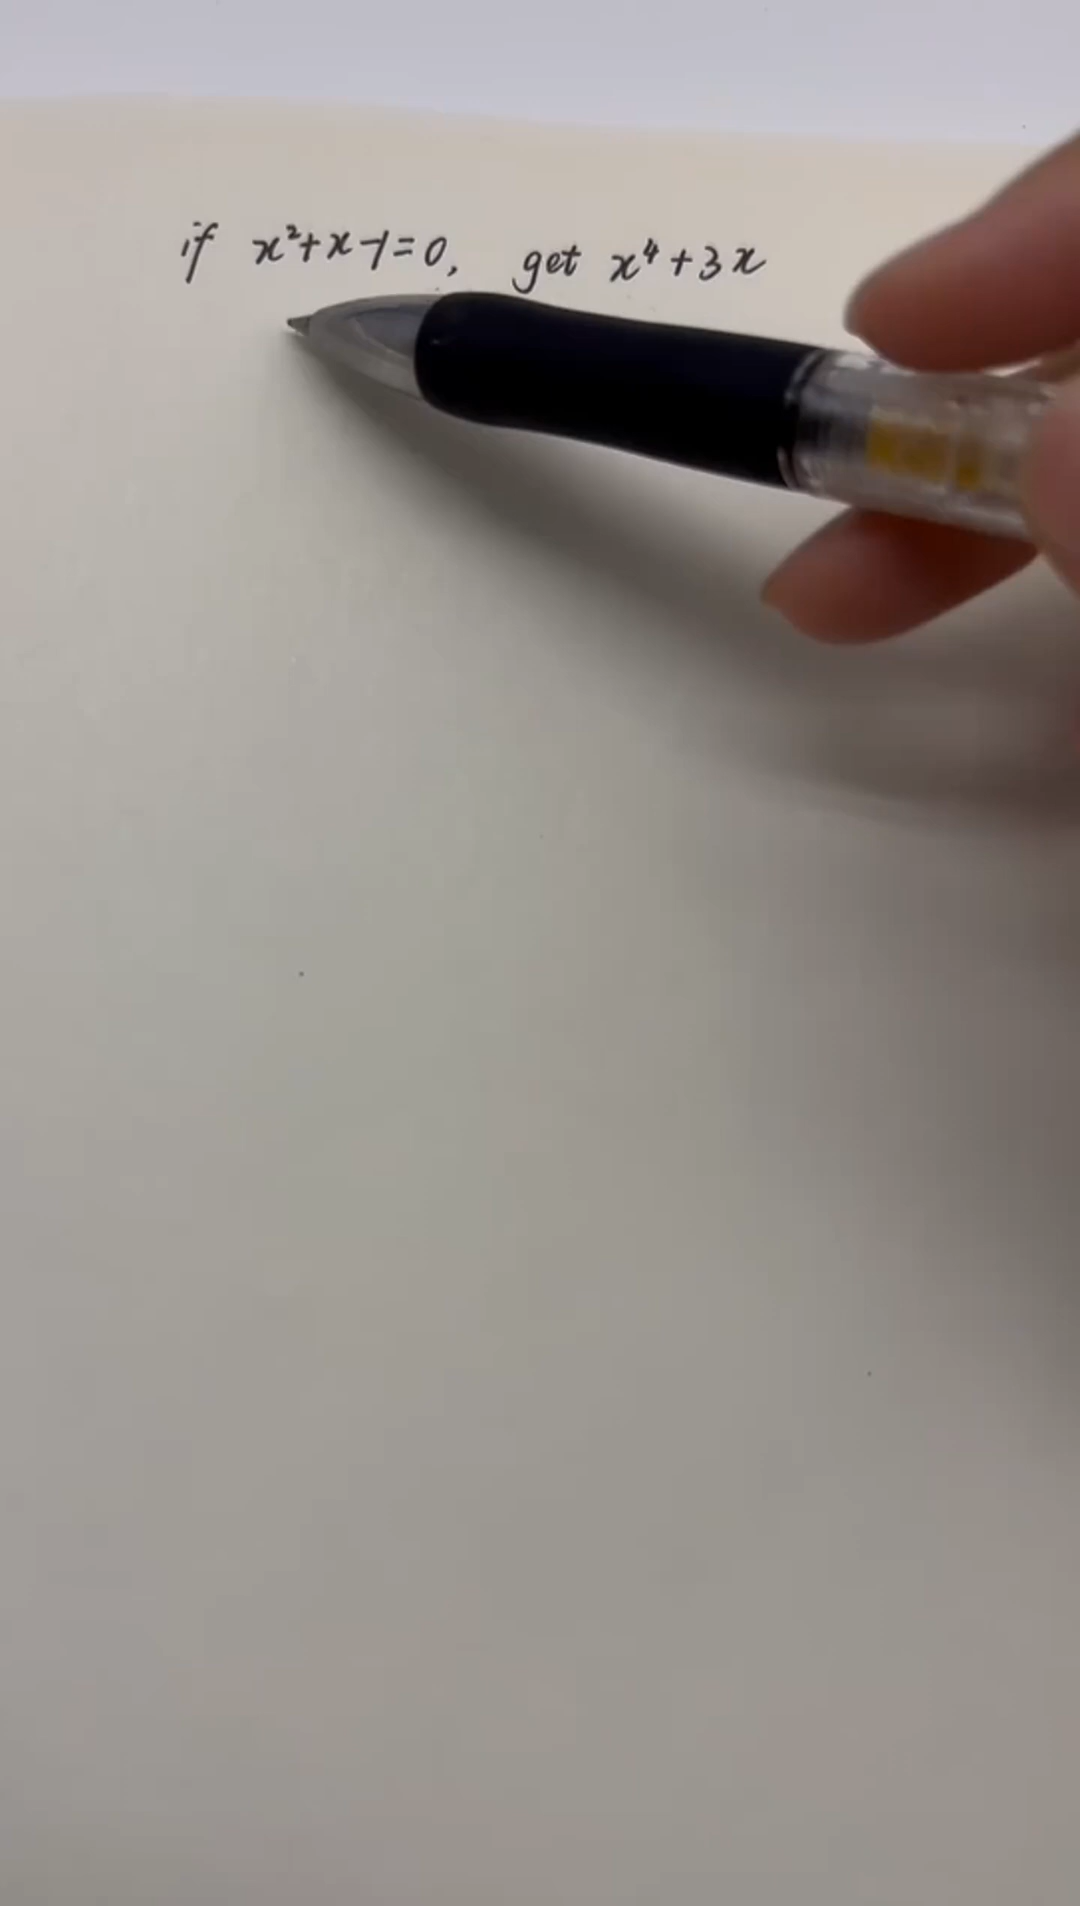 if x²+x-1=0, get x⁴+3x